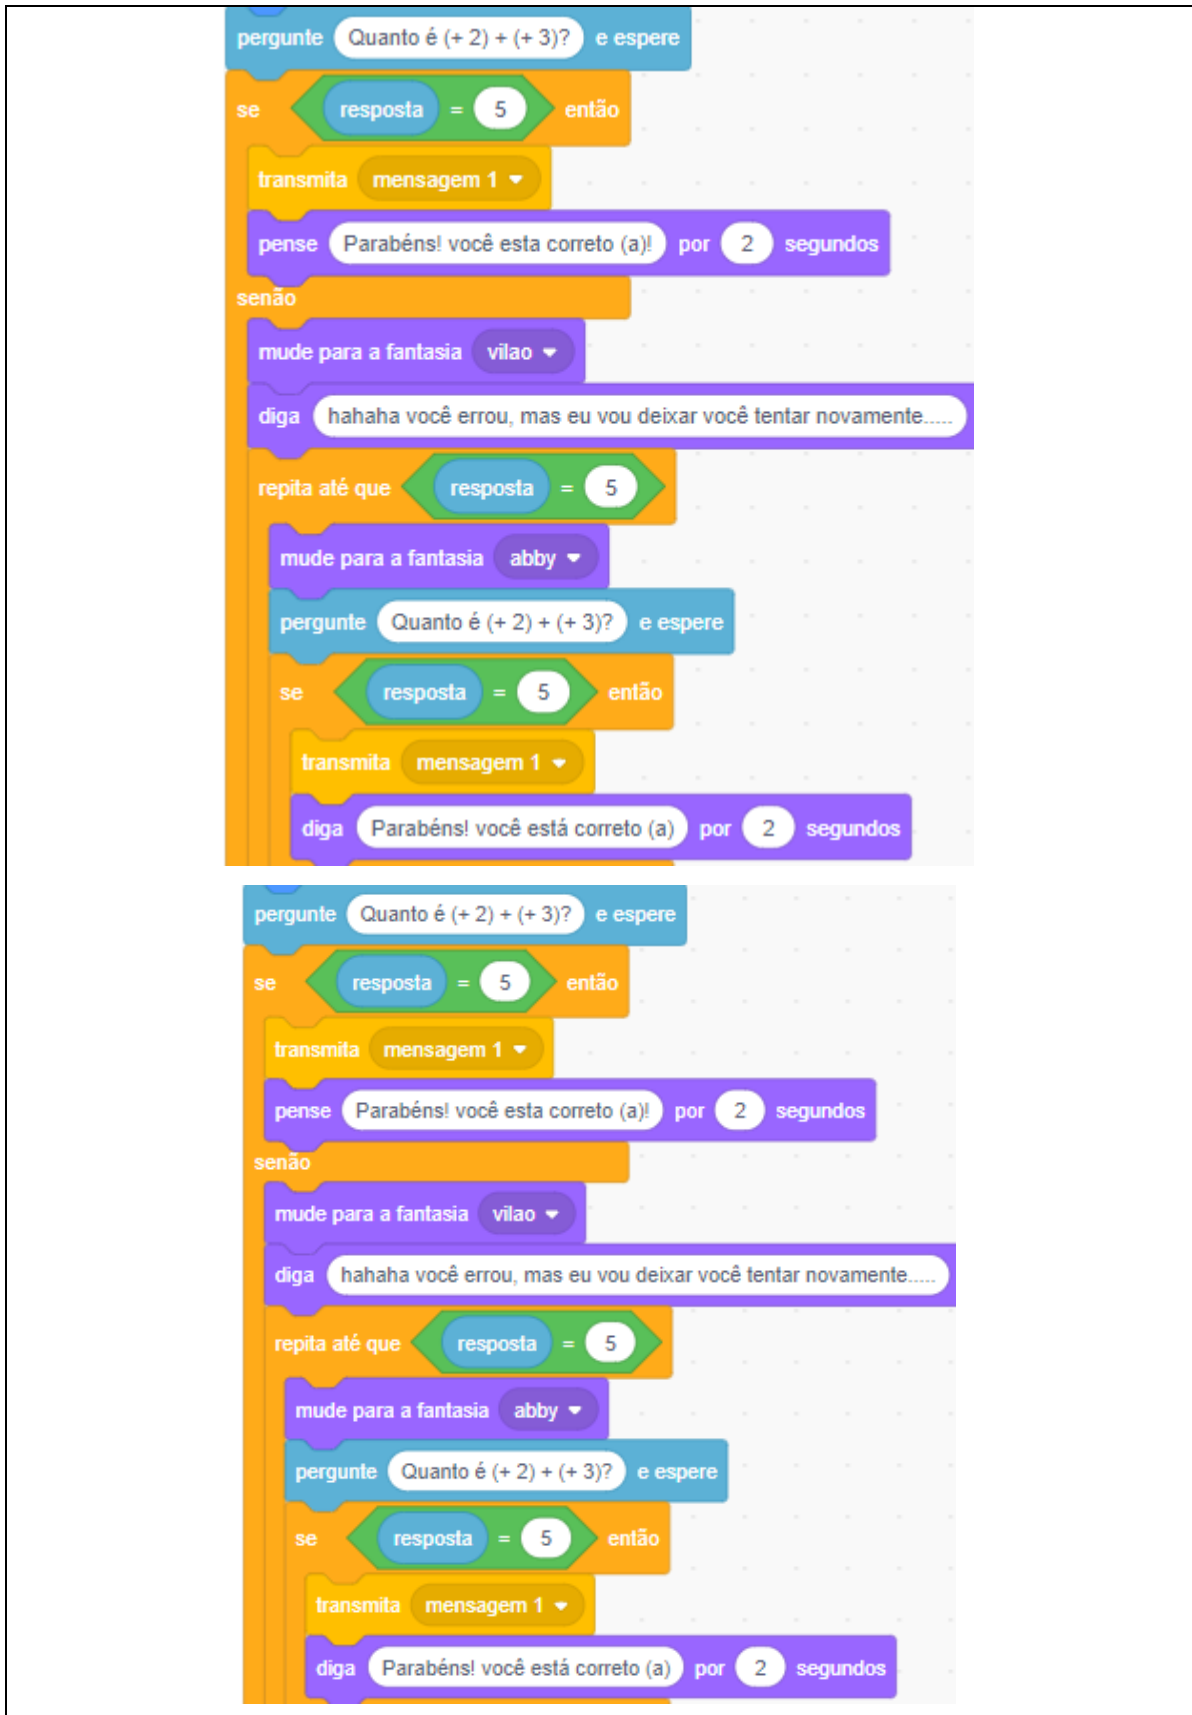 pergunte Quanto é (+ 2) + (+ 3)? e espere
se resposta = 5 então
transmita mensagem 1
pense Parabéns! você esta correto (a)! por 2 segundos
senão
mude para a fantasia vilao
diga hahaha você errou, mas eu vou deixar você tentar novamente.....
repita até que resposta = 5
mude para a fantasia abby
pergunte Quanto é (+ 2) + (+ 3)? e espere
se resposta = 5 então
transmita mensagem 1
diga Parabéns! você está correto (a) por 2 segundos
pergunte Quanto é (+ 2) + (+ 3)? e espere
se resposta = 5 então
transmita mensagem 1
pense Parabéns! você esta correto (a)! por 2 segundos
senão
mude para a fantasia vilao
diga hahaha você errou, mas eu vou deixar você tentar novamente.....
repita até que resposta = 5
mude para a fantasia abby
pergunte Quanto é (+ 2) + (+ 3)? e espere
se resposta = 5 então
transmita mensagem 1
diga Parabéns! você está correto (a) por 2 segundos